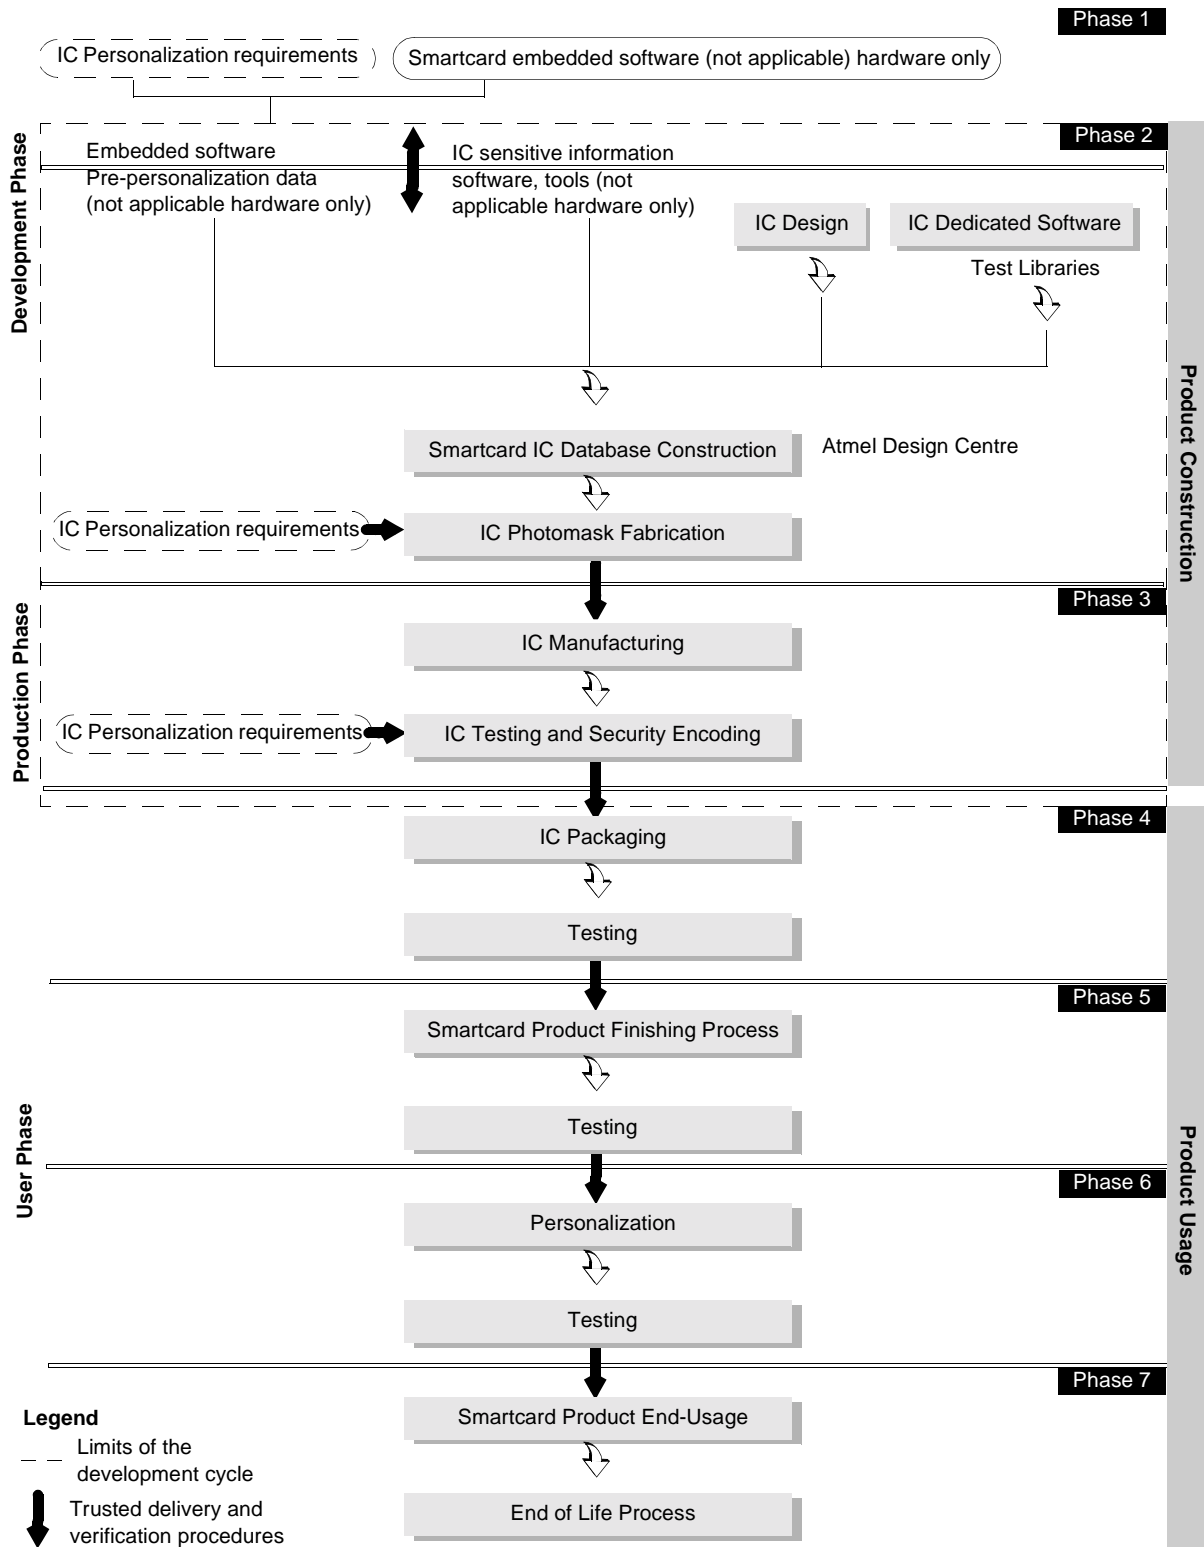 Phase 1
IC Personalization requirements
Smartcard embedded software (not applicable) hardware only
Development Phase
Phase 2
Embedded software
Pre-personalization data
(not applicable hardware only)
IC sensitive information
software, tools (not
applicable hardware only)
IC Design
IC Dedicated Software
Test Libraries
Product Construction
Smartcard IC Database Construction
Atmel Design Centre
IC Personalization requirements
IC Photomask Fabrication
Production Phase
Phase 3
IC Manufacturing
IC Personalization requirements
IC Testing and Security Encoding
Phase 4
IC Packaging
Testing
Phase 5
Smartcard Product Finishing Process
Testing
User Phase
Product Usage
Phase 6
Personalization
Testing
Phase 7
Smartcard Product End-Usage
End of Life Process
Legend
Limits of the
development cycle
Trusted delivery and
verification procedures